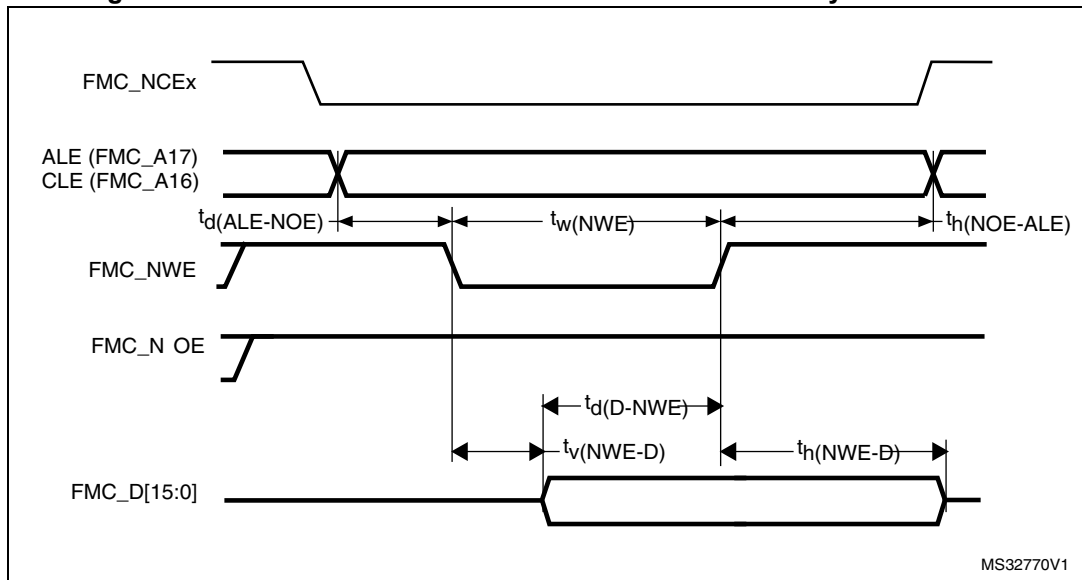 FMC_NCEx
ALE (FMC_A17)
CLE (FMC_A16)
td(ALE-NOE)
tw(NWE)
th(NOE-ALE)
FMC_NWE
FMC_N OE
td(D-NWE)
tv(NWE-D)
th(NWE-D)
FMC_D[15:0]
MS32770V1